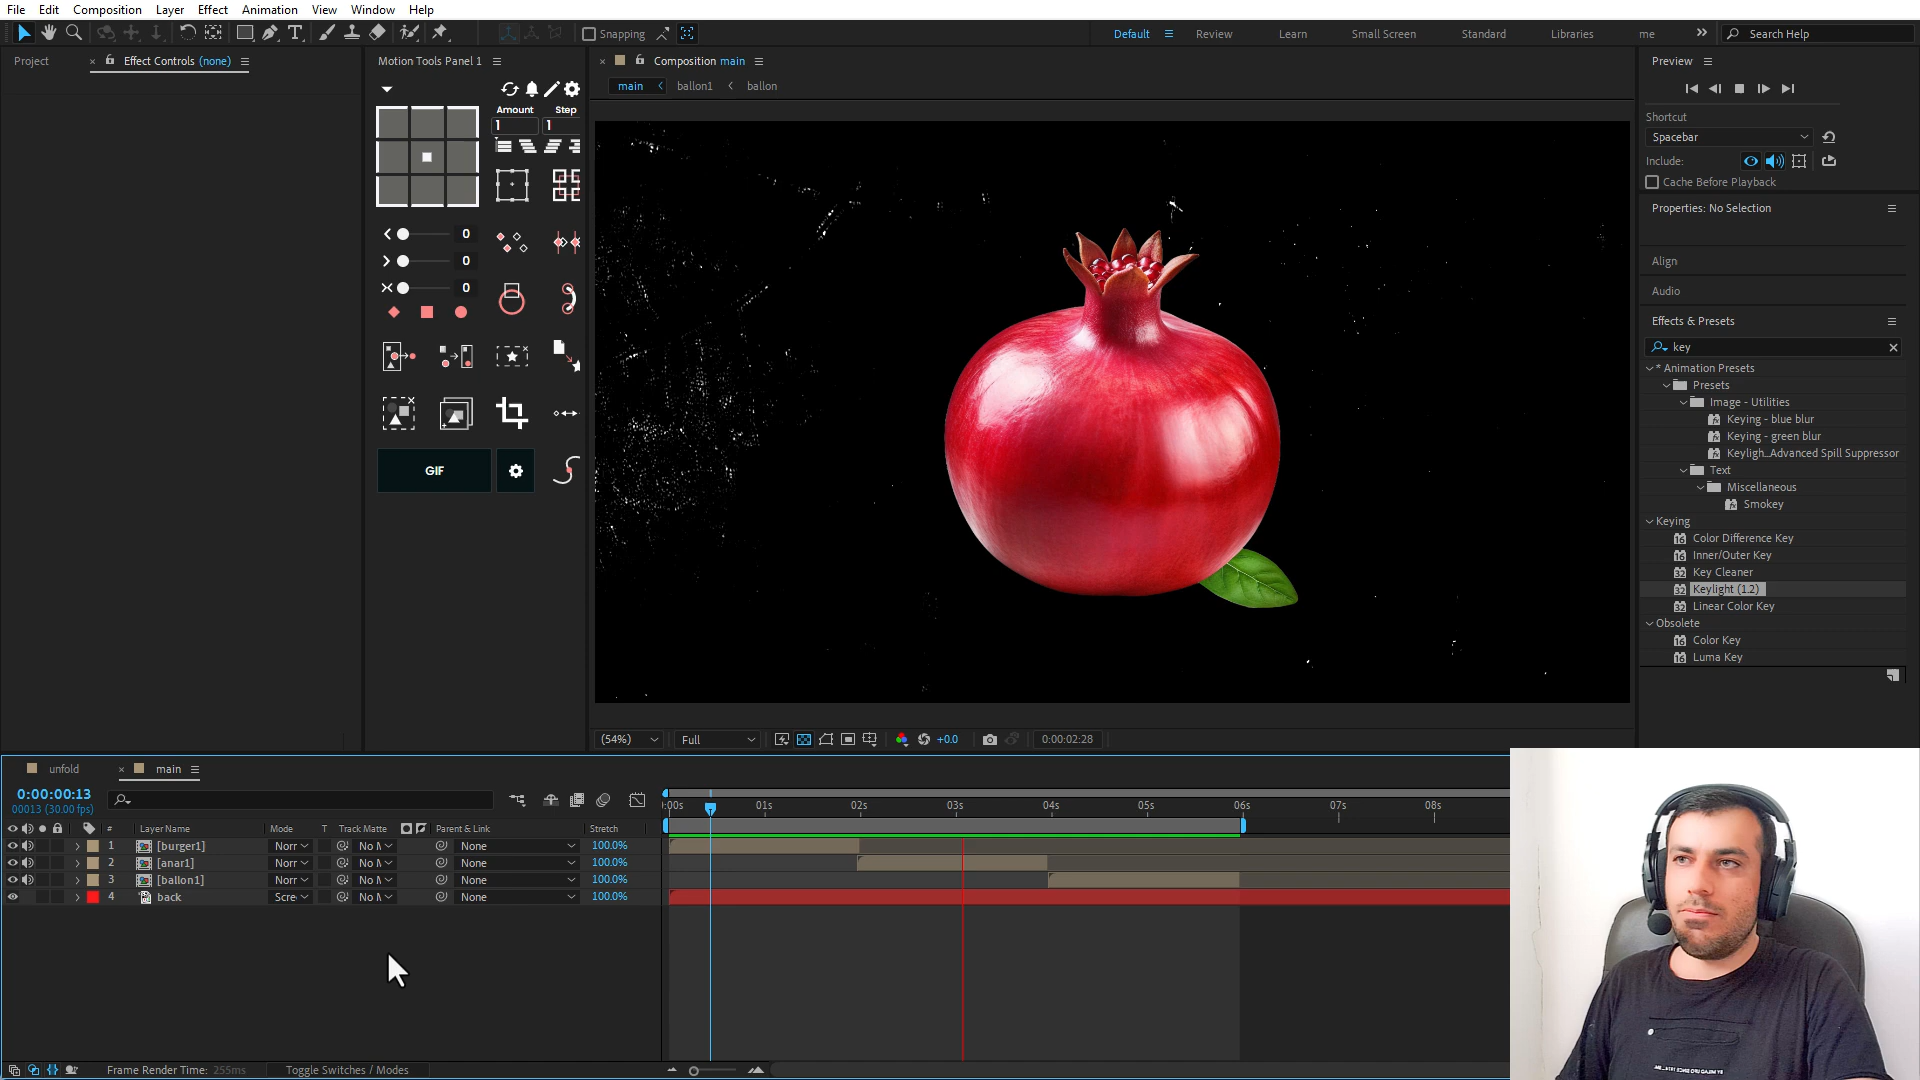 File Edit Composition Layer Effect Animation View Window Help
Snapping
Default Review Learn Small Screen Standard Libraries me Search Help
Project Effect Controls (none)
Motion Tools Panel 1
Amount Step
1 1
0
0
0
GIF
Composition main
main ballon1 ballon
(54%) Full +0.0 0:00:02:28
Preview
Shortcut
Spacebar
Include:
Cache Before Playback
Properties: No Selection
Align
Audio
Effects & Presets
key
* Animation Presets
Presets
Image - Utilities
Keying - blue blur
Keying - green blur
Keyligh...Advanced Spill Suppressor
Text
Miscellaneous
Smokey
Keying
Color Difference Key
Inner/Outer Key
Key Cleaner
Keylight (1.2)
Linear Color Key
Obsolete
Color Key
Luma Key
unfold main
0:00:00:13
00013 (30.00 fps)
:00s 01s 02s 03s 04s 05s 06s 07s 08s
# Layer Name Mode T Track Matte Parent & Link Stretch
1 [burger1] Norr No M None 100.0%
2 [anar1] Norr No M None 100.0%
3 [ballon1] Norr No M None 100.0%
4 back Scre No M None 100.0%
Frame Render Time: 255ms Toggle Switches / Modes